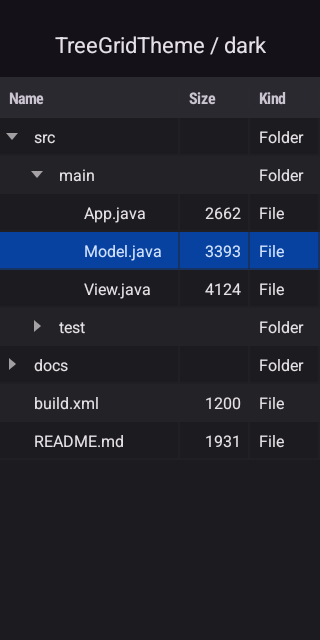 TreeGridTheme / dark
Name Size Kind
src Folder
main Folder
App.java 2662 File
Model.java 3393 File
View.java 4124 File
test Folder
docs Folder
build.xml 1200 File
README.md 1931 File